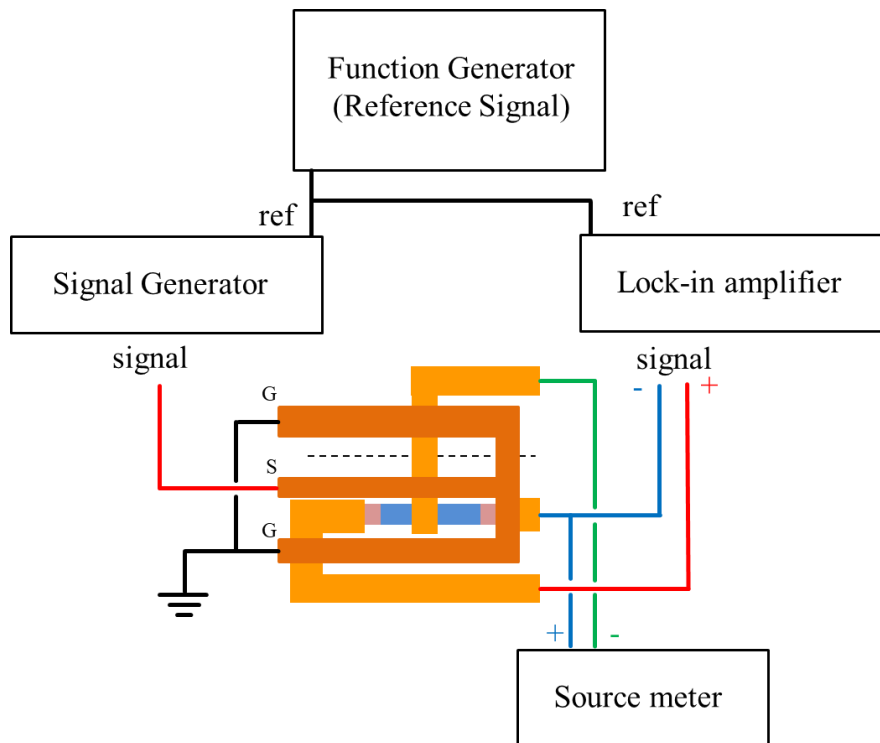 Function Generator
(Reference Signal)
ref
ref
Signal Generator
Lock-in amplifier
signal
signal
- +
G
S
G
+ -
Source meter